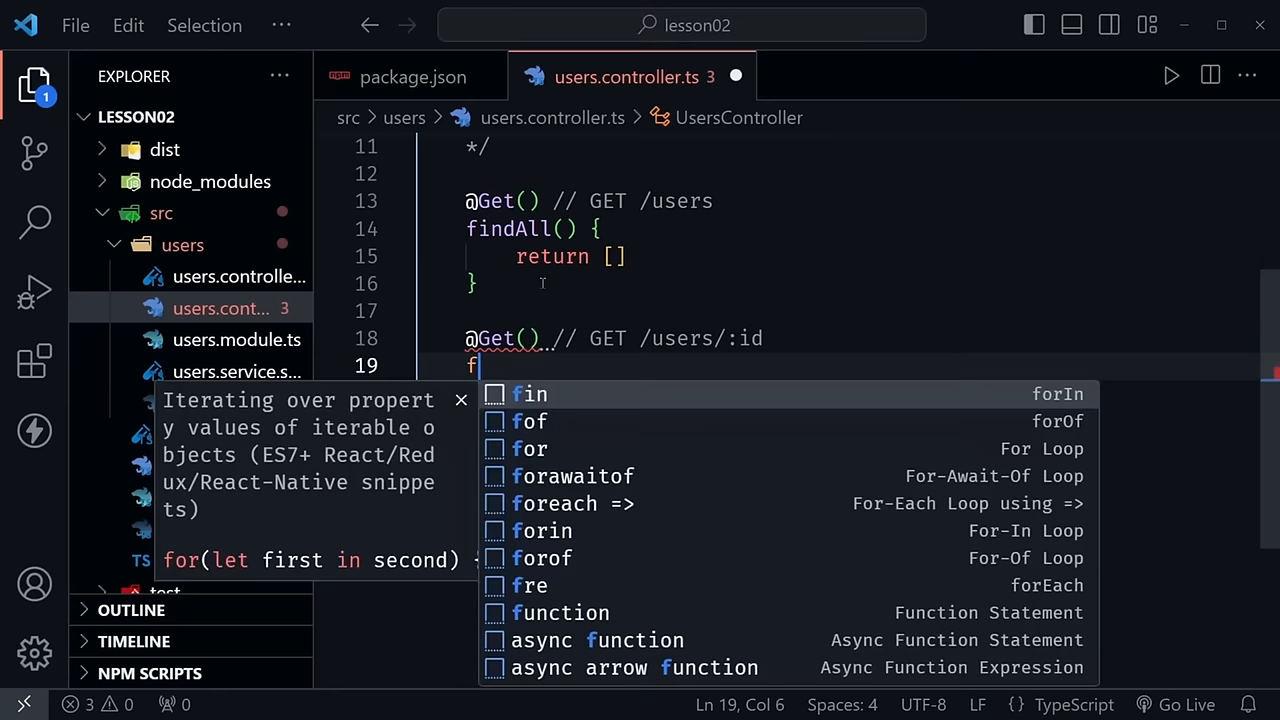 File Edit Selection ··· lesson02
EXPLORER ···
package.json users.controller.ts 3
src > users > users.controller.ts > UsersController
1
LESSON02
dist
node_modules
src
users
users.controlle...
users.cont... 3
users.module.ts
users.service.s...
TS
test
OUTLINE
TIMELINE
NPM SCRIPTS
11 */
12
13 @Get() // GET /users
14 findAll() {
15 return []
16 }
17
18 @Get() // GET /users/:id
19 f
Iterating over propert
y values of iterable o
bjects (ES7+ React/Red
ux/React-Native snippe
ts)
for(let first in second) {
fin forIn
fof forOf
for For Loop
forawaitof For-Await-Of Loop
foreach => For-Each Loop using =>
forin For-In Loop
forof For-Of Loop
fre forEach
function Function Statement
async function Async Function Statement
async arrow function Async Function Expression
3 0 0 Ln 19, Col 6 Spaces: 4 UTF-8 LF {} TypeScript Go Live